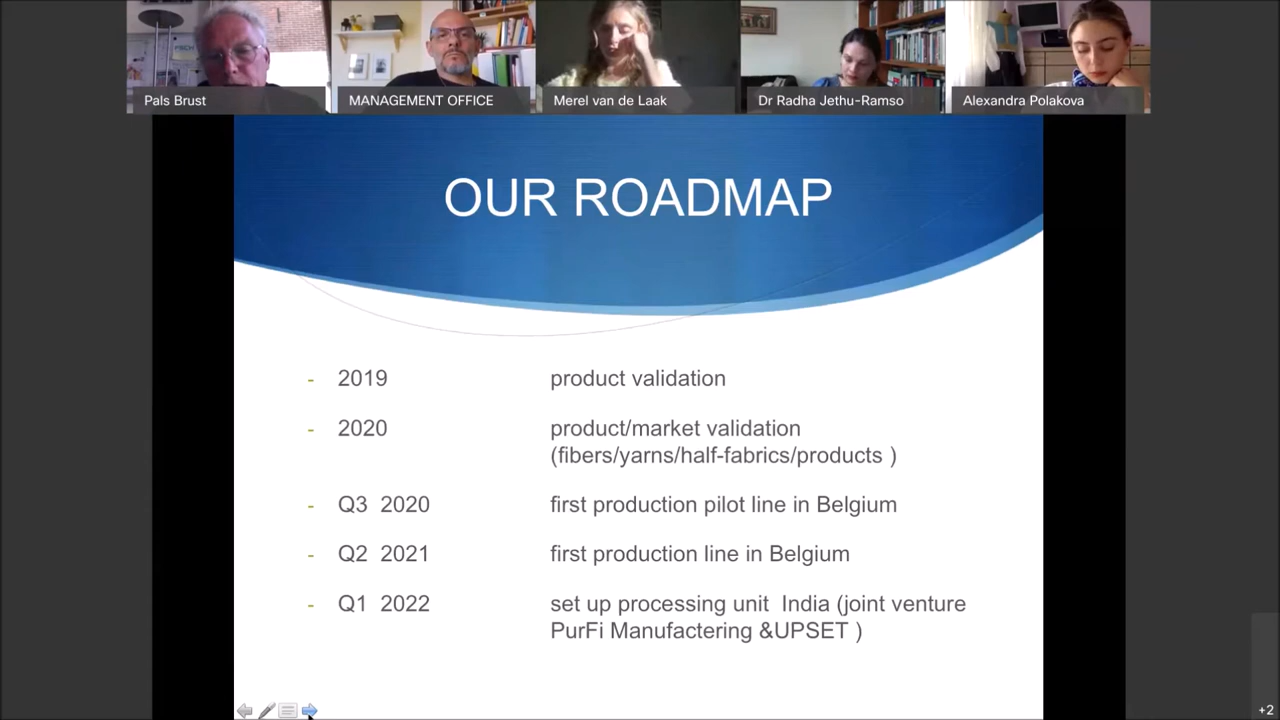 Pals Brust
MANAGEMENT OFFICE
Merel van de Laak
Dr Radha Jethu-Ramso
Alexandra Polakova
OUR ROADMAP
- 2019 product validation
- 2020 product/market validation
(fibers/yarns/half-fabrics/products )
- Q3 2020 first production pilot line in Belgium
- Q2 2021 first production line in Belgium
- Q1 2022 set up processing unit India (joint venture
PurFi Manufactering &UPSET )
+2